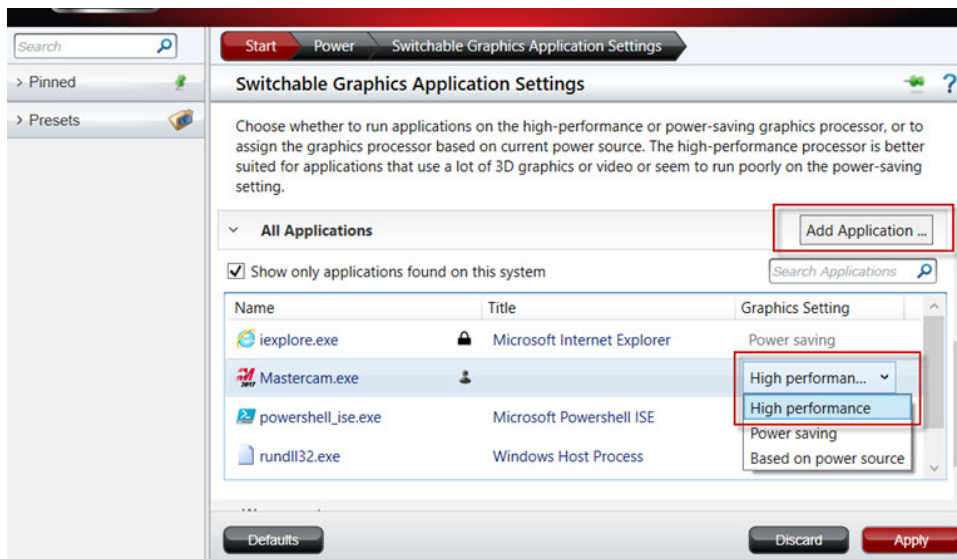 Search
Start Power Switchable Graphics Application Settings
> Pinned
Switchable Graphics Application Settings ?
> Presets
Choose whether to run applications on the high-performance or power-saving graphics processor, or to
assign the graphics processor based on current power source. The high-performance processor is better
suited for applications that use a lot of 3D graphics or video or seem to run poorly on the power-saving
setting.
All Applications Add Application ...
Show only applications found on this system Search Applications
Name Title Graphics Setting
iexplore.exe Microsoft Internet Explorer Power saving
2017 Mastercam.exe High performan...
High performance
powershell_ise.exe Microsoft Powershell ISE
Power saving
rundll32.exe Windows Host Process Based on power source
Defaults Discard Apply